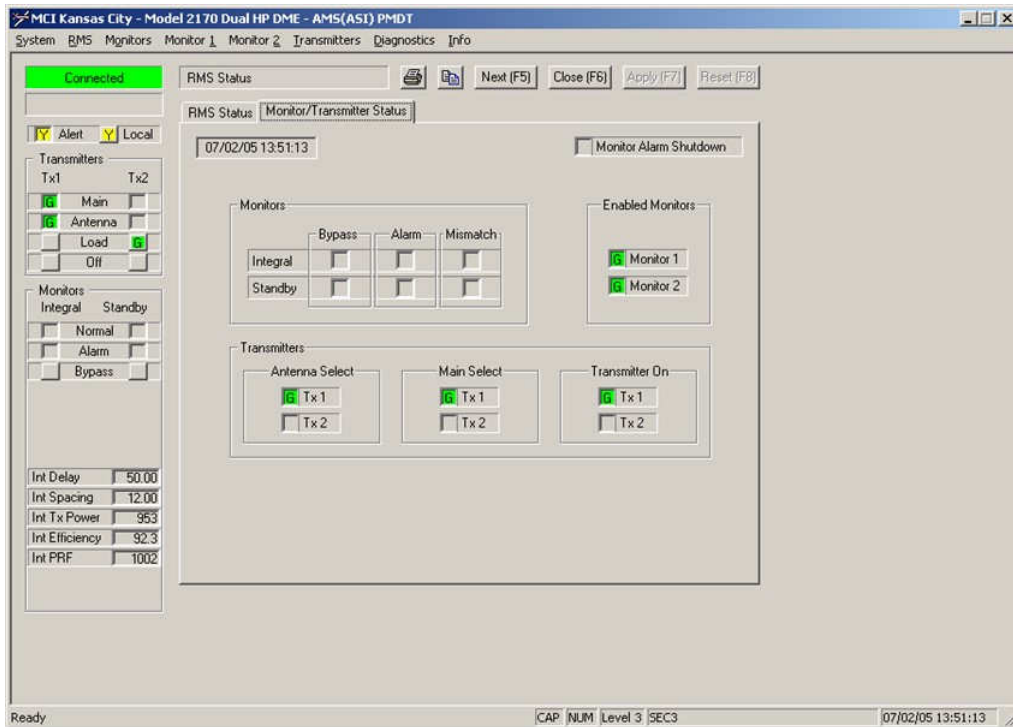 MCI Kansas City - Model 2170 Dual HP DME - AMS(ASI) PMDT
System RMS Monitors Monitor 1 Monitor 2 Transmitters Diagnostics Info
Connected
RMS Status
Next (F5) Close (F6) Apply (F7) Reset (F8)
RMS Status Monitor/Transmitter Status
Y Alert Y Local
07/02/05 13:51:13
Monitor Alarm Shutdown
Transmitters
Tx1 Tx2
G Main
G Antenna
Load G
Off
Monitors
Integral Standby
Normal
Alarm
Bypass
Int Delay 50.00
Int Spacing 12.00
Int Tx Power 953
Int Efficiency 92.3
Int PRF 1002
Monitors
Bypass Alarm Mismatch
Integral
Standby
Enabled Monitors
G Monitor 1
G Monitor 2
Transmitters
Antenna Select
G Tx 1
Tx 2
Main Select
G Tx 1
Tx 2
Transmitter On
G Tx 1
Tx 2
Ready
CAP NUM Level 3 SEC3
07/02/05 13:51:13